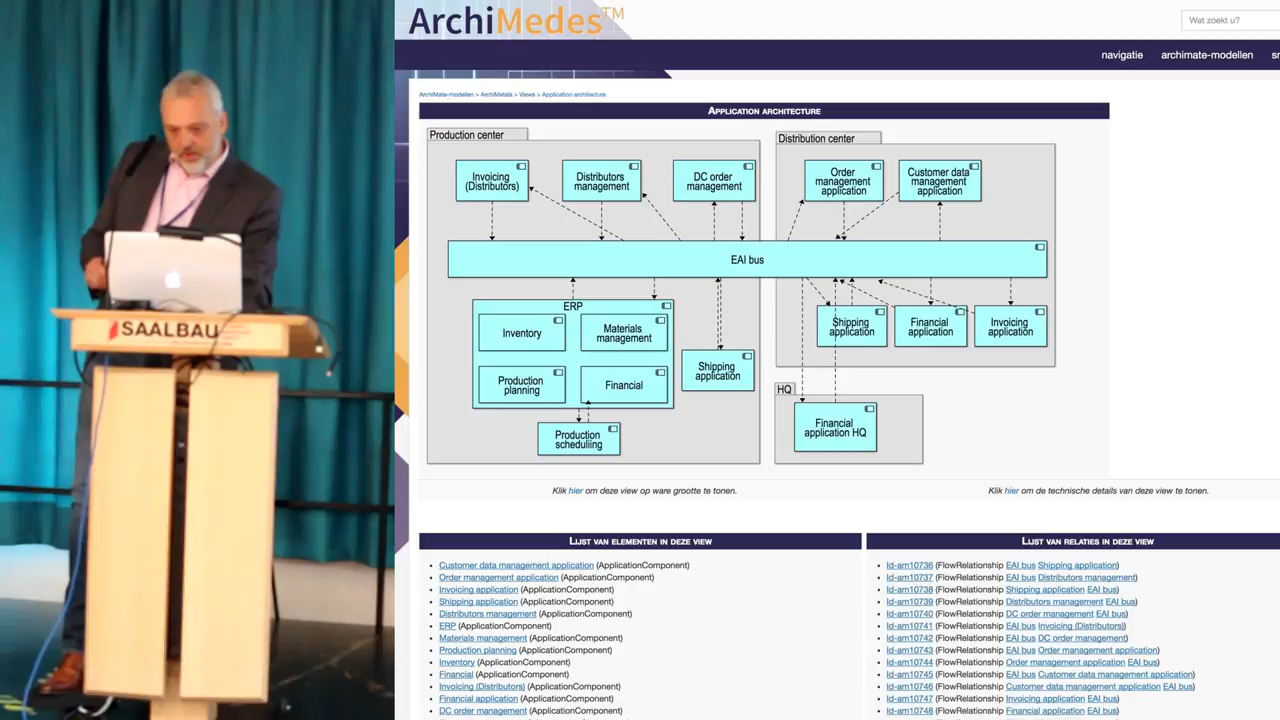 ArchiMedes™
Wat zoekt u?
navigatie archimate-modellen
ArchiMate-modellen > ArchiMetals > Views > Application architecture
Application architecture
Production center
Distribution center
Invoicing
(Distributors)
Distributors
management
DC order
management
Order
management
application
Customer data
management
application
EAI bus
ERP
Inventory
Materials
management
Production
planning
Financial
Shipping
application
Production
scheduliing
Shipping
application
Financial
application
Invoicing
application
HQ
Financial
application HQ
SAALBAU
Klik hier om deze view op ware grootte te tonen.
Klik hier om de technische details van deze view te tonen.
Lijst van elementen in deze view
Customer data management application (ApplicationComponent)
Order management application (ApplicationComponent)
Invoicing application (ApplicationComponent)
Shipping application (ApplicationComponent)
Distributors management (ApplicationComponent)
ERP (ApplicationComponent)
Materials management (ApplicationComponent)
Production planning (ApplicationComponent)
Inventory (ApplicationComponent)
Financial (ApplicationComponent)
Invoicing (Distributors) (ApplicationComponent)
Financial application (ApplicationComponent)
DC order management (ApplicationComponent)
Lijst van relaties in deze view
Id-am10736 (FlowRelationship EAI bus Shipping application)
Id-am10737 (FlowRelationship EAI bus Distributors management)
Id-am10738 (FlowRelationship Shipping application EAI bus)
Id-am10739 (FlowRelationship Distributors management EAI bus)
Id-am10740 (FlowRelationship DC order management EAI bus)
Id-am10741 (FlowRelationship EAI bus Invoicing (Distributors))
Id-am10742 (FlowRelationship EAI bus DC order management)
Id-am10743 (FlowRelationship EAI bus Order management application)
Id-am10744 (FlowRelationship Order management application EAI bus)
Id-am10745 (FlowRelationship EAI bus Customer data management application)
Id-am10746 (FlowRelationship Customer data management application EAI bus)
Id-am10747 (FlowRelationship Invoicing application EAI bus)
Id-am10748 (FlowRelationship Financial application EAI bus)